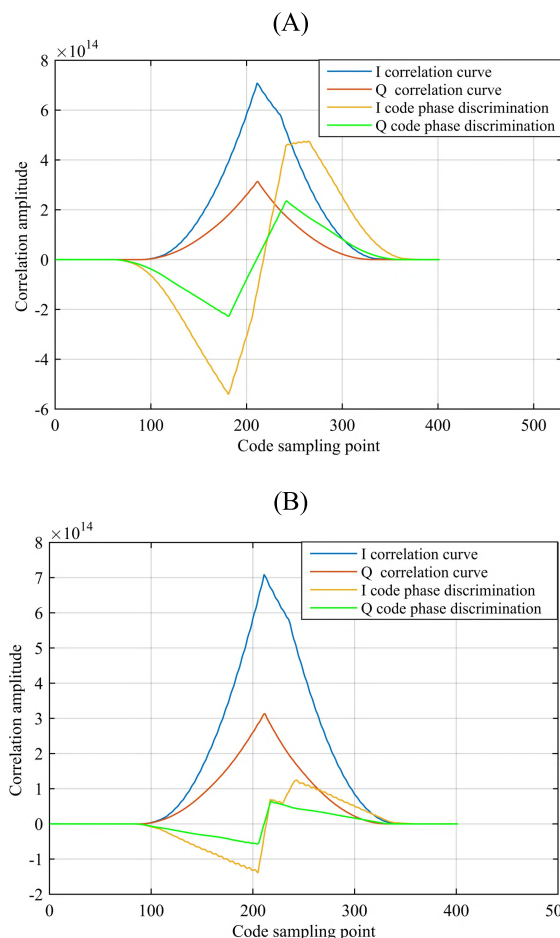 (A)
×10^14
8
6
4
2
0
-2
-4
-6
Correlation amplitude
I correlation curve
Q correlation curve
I code phase discrimination
Q code phase discrimination
0 100 200 300 400 500
Code sampling point
(B)
×10^14
8
7
6
5
4
3
2
1
0
-1
-2
Correlation amplitude
I correlation curve
Q correlation curve
I code phase discrimination
Q code phase discrimination
0 100 200 300 400 50
Code sampling point